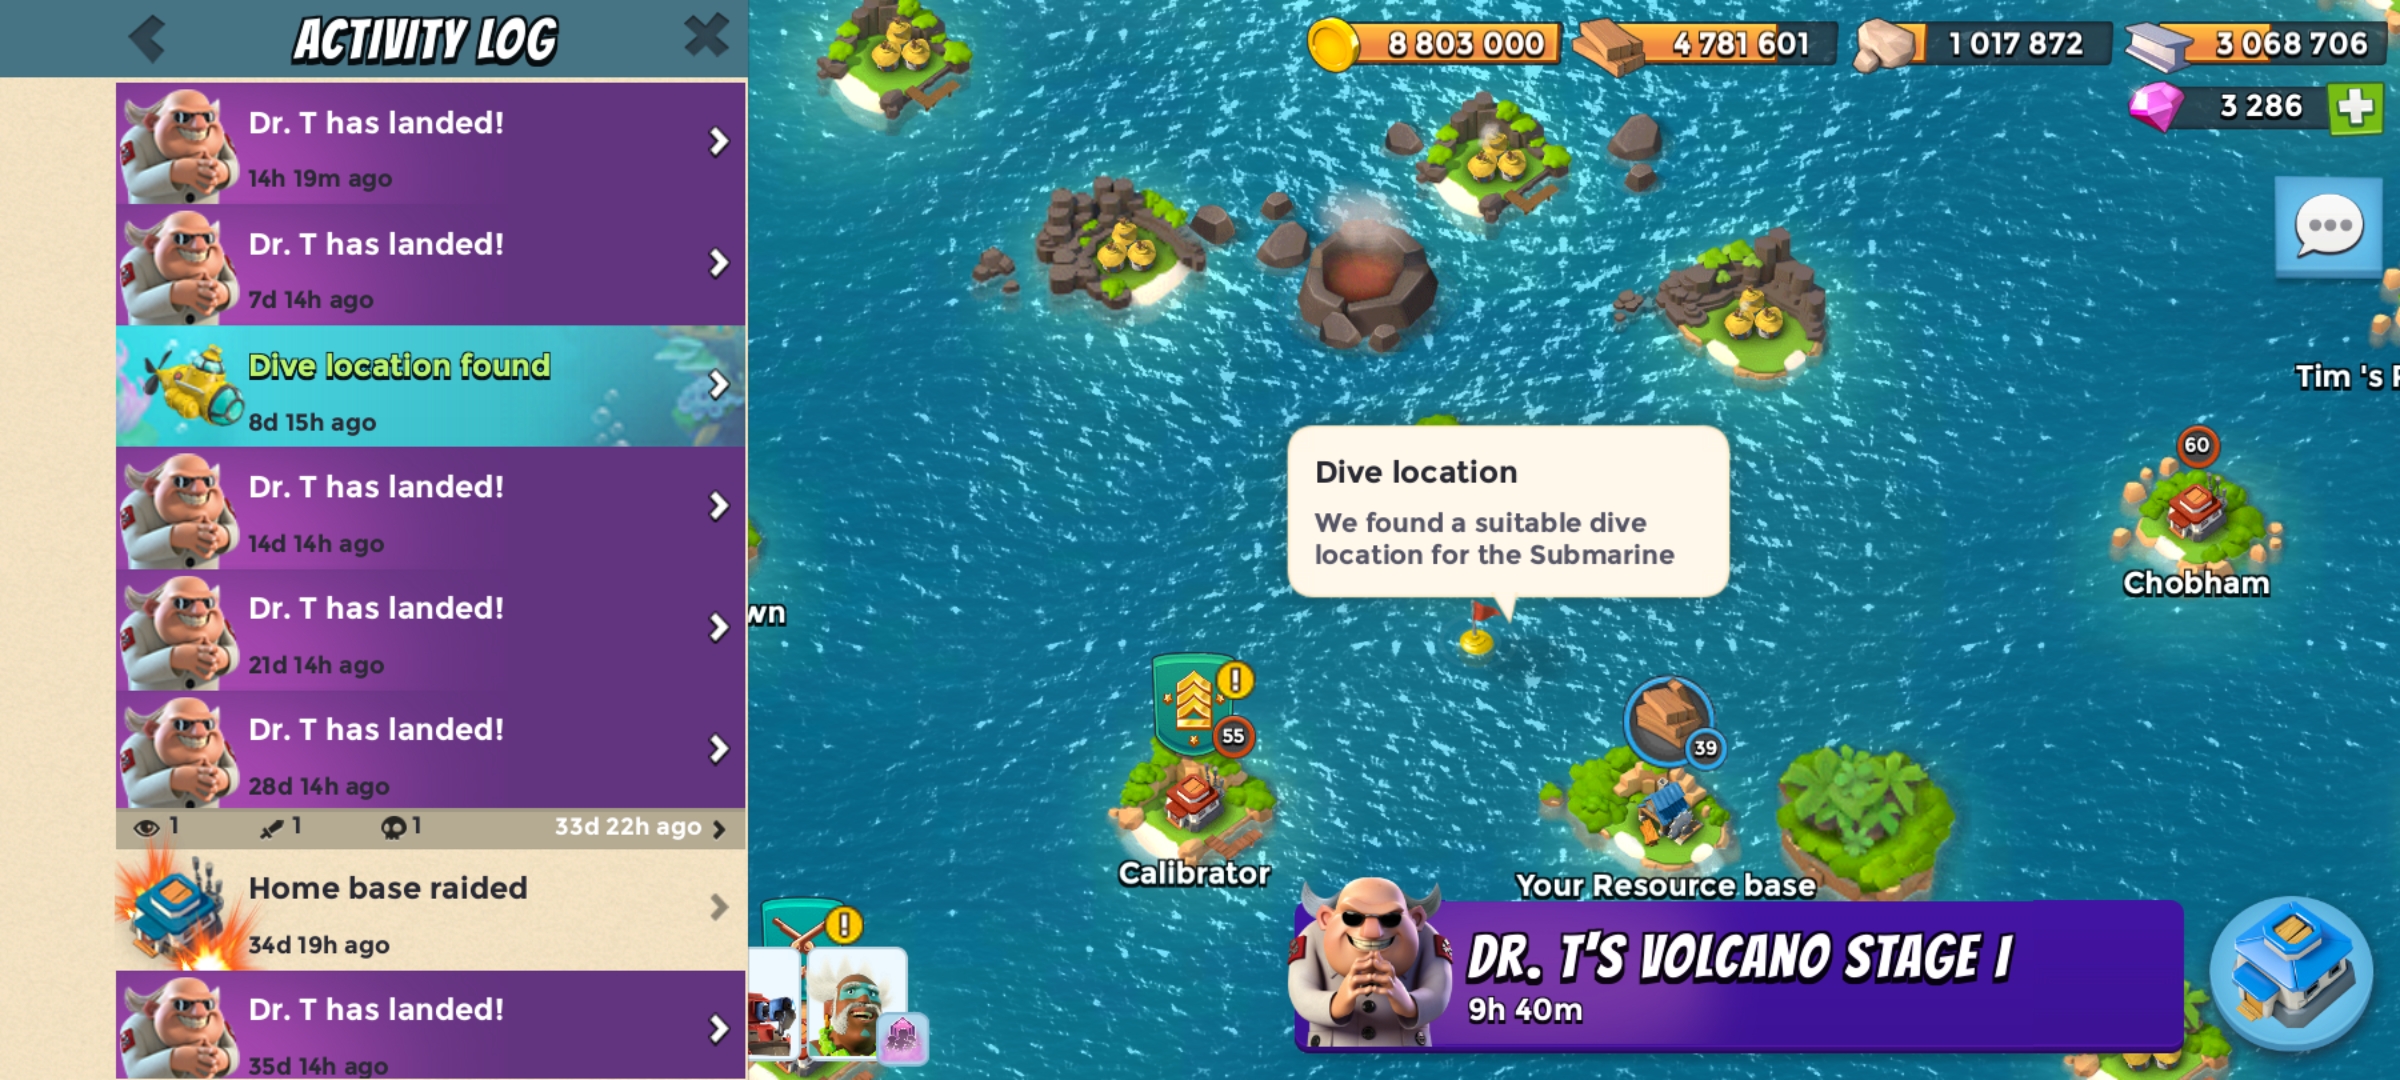 ACTIVITY LOG
Dr. T has landed!
14h 19m ago
Dr. T has landed!
7d 14h ago
Dive location found
8d 15h ago
Dr. T has landed!
14d 14h ago
Dr. T has landed!
21d 14h ago
Dr. T has landed!
28d 14h ago
1 1 1 33d 22h ago
Home base raided
34d 19h ago
Dr. T has landed!
35d 14h ago
8 803 000 4 781 601 1 017 872 3 068 706
3 286
Tim 's
60
Chobham
Dive location
We found a suitable dive
location for the Submarine
wn
55
Calibrator
39
Your Resource base
DR. T'S VOLCANO STAGE I
9h 40m